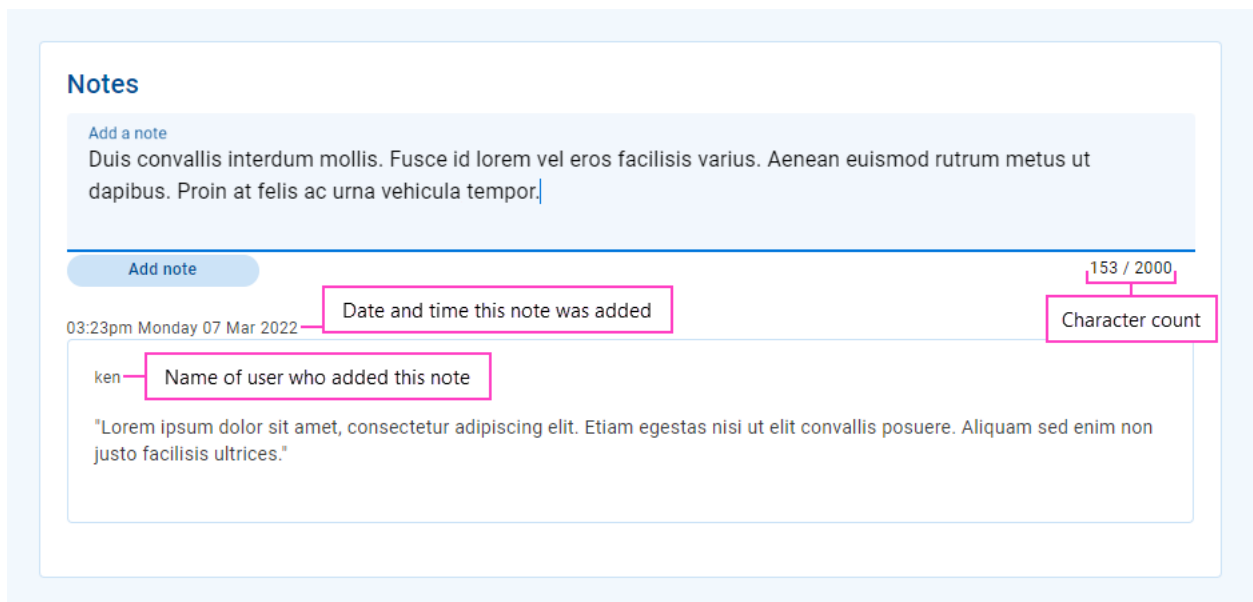 Notes
Add a note
Duis convallis interdum mollis. Fusce id lorem vel eros facilisis varius. Aenean euismod rutrum metus ut
dapibus. Proin at felis ac urna vehicula tempor.
Add note
153 / 2000
Date and time this note was added
Character count
03:23pm Monday 07 Mar 2022
ken
Name of user who added this note
"Lorem ipsum dolor sit amet, consectetur adipiscing elit. Etiam egestas nisi ut elit convallis posuere. Aliquam sed enim non
justo facilisis ultrices."